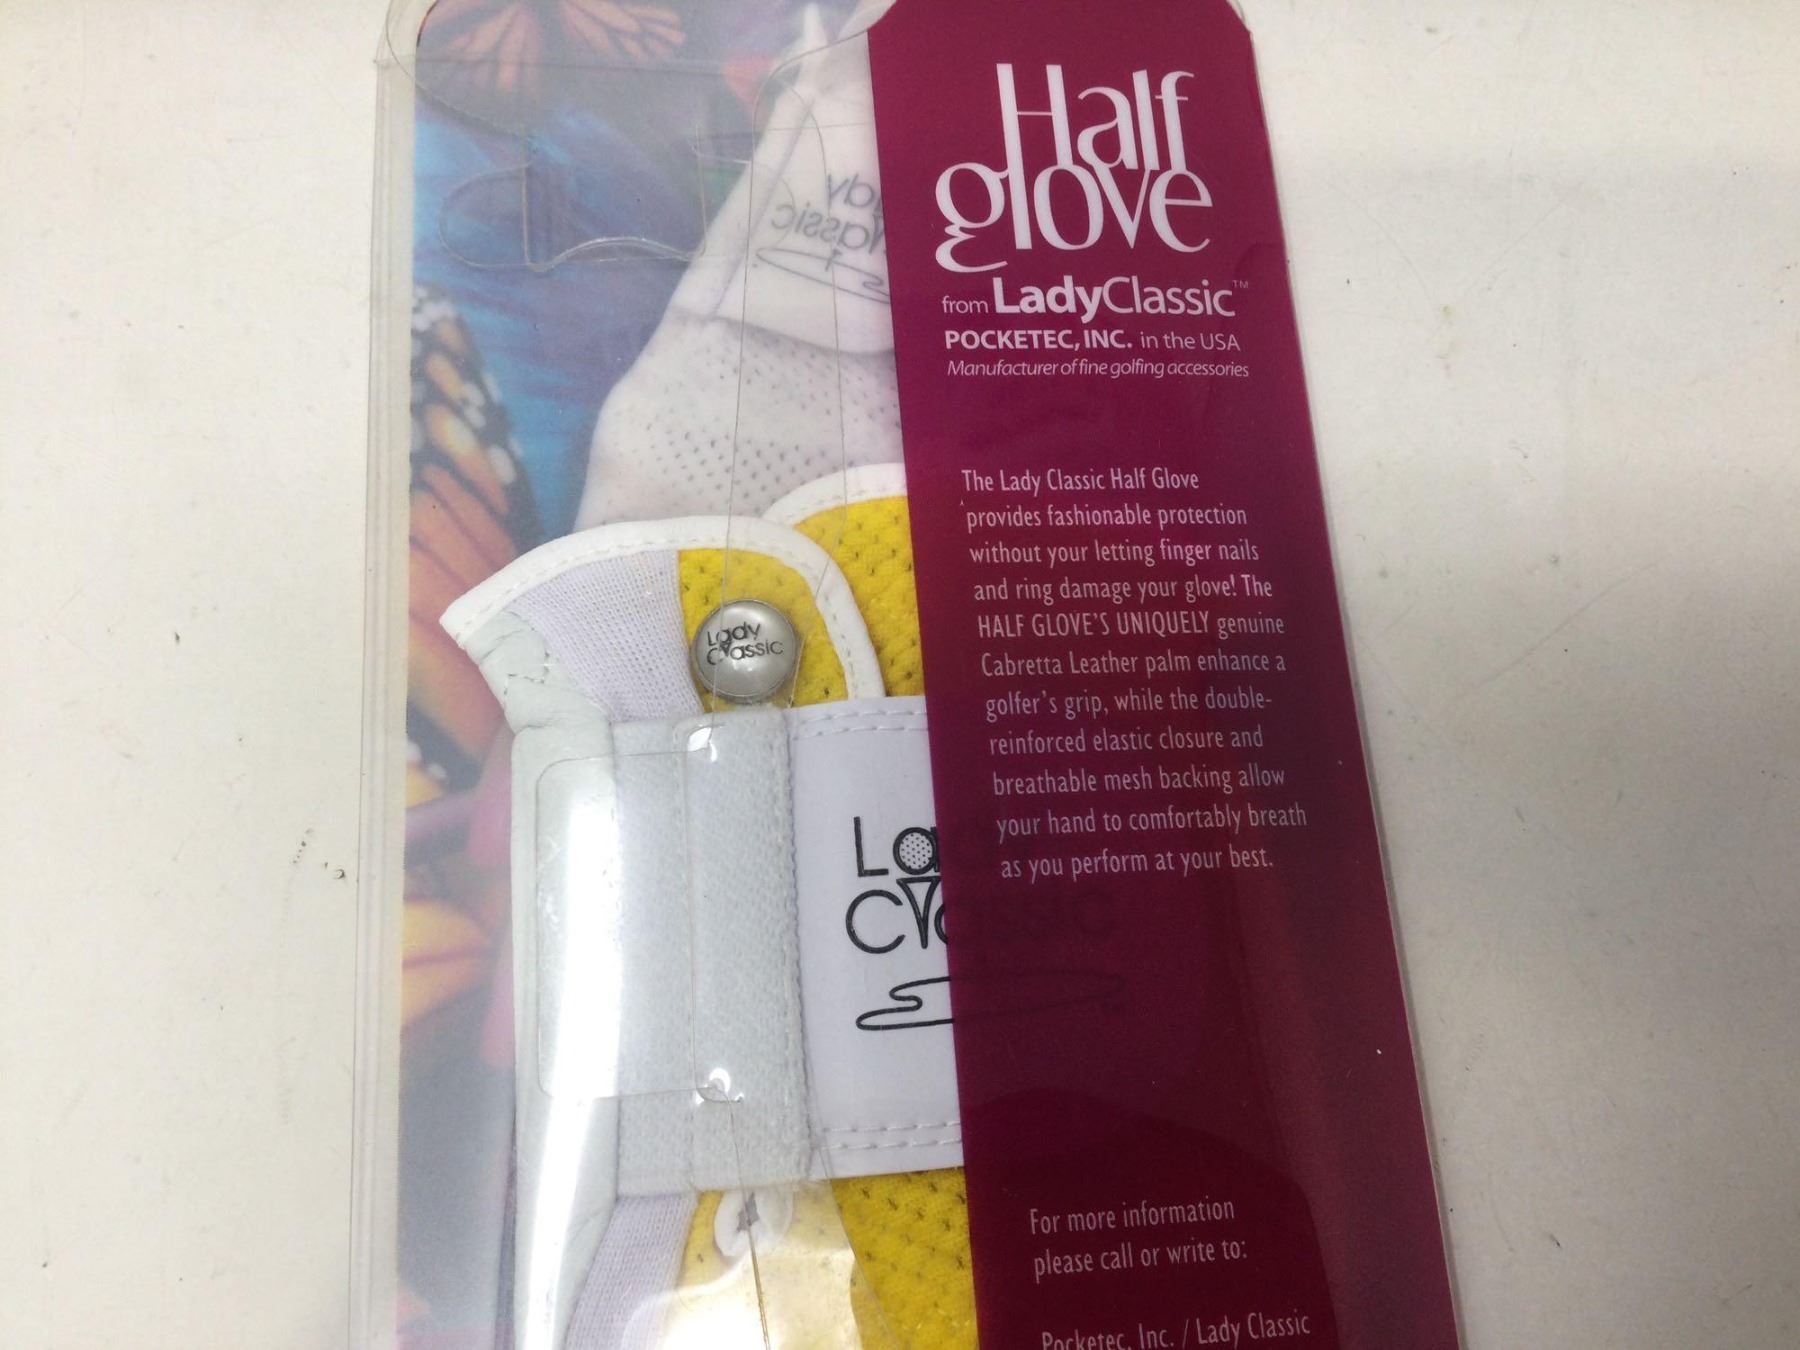 Half
glove
from LadyClassic™
POCKETEC, INC. in the USA
Manufacturer of fine golfing accessories
The Lady Classic Half Glove
provides fashionable protection
without your letting finger nails
and ring damage your glove! The
HALF GLOVE'S UNIQUELY genuine
Cabretta Leather palm enhance a
golfer's grip, while the double-
reinforced elastic closure and
breathable mesh backing allow
your hand to comfortably breath
as you perform at your best.
For more information
please call or write to:
Pocketec, Inc. / Lady Classic
Lady
Classic
Lady
Classic
La
Classic